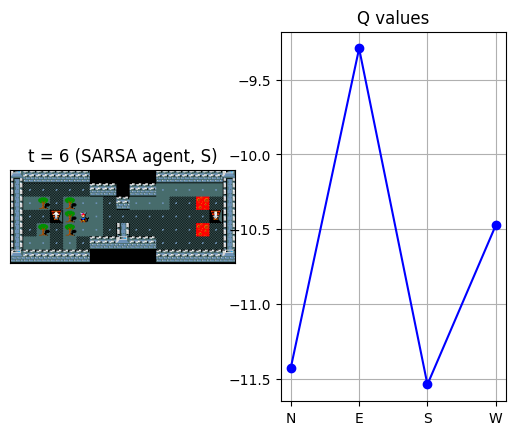 Q values
t = 6 (SARSA agent, S)
−9.5
−10.0
−10.5
−11.0
−11.5
N E S W